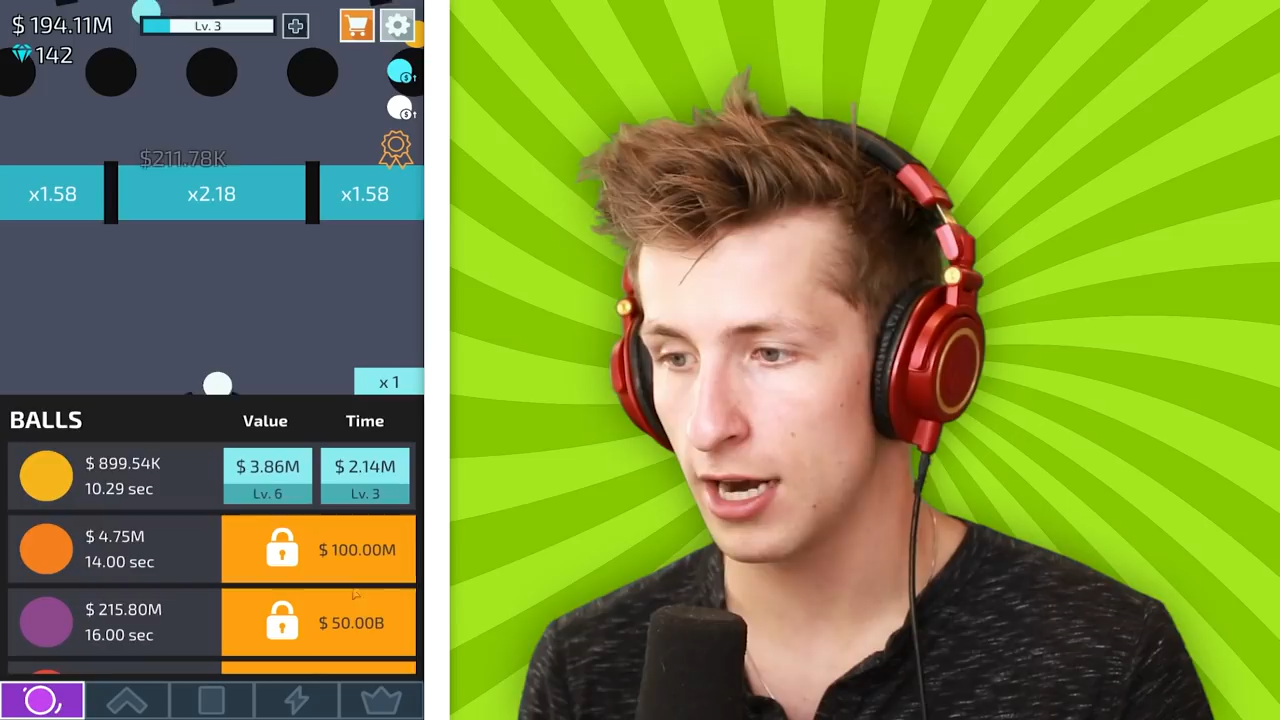 $ 194.11M
Lv. 3
142
$211.78K
x1.58
x2.18
x1.58
x 1
BALLS Value Time
$ 899.54K
10.29 sec
$ 3.86M
Lv. 6
$ 2.14M
Lv. 3
$ 4.75M
14.00 sec
$ 100.00M
$ 215.80M
16.00 sec
$ 50.00B